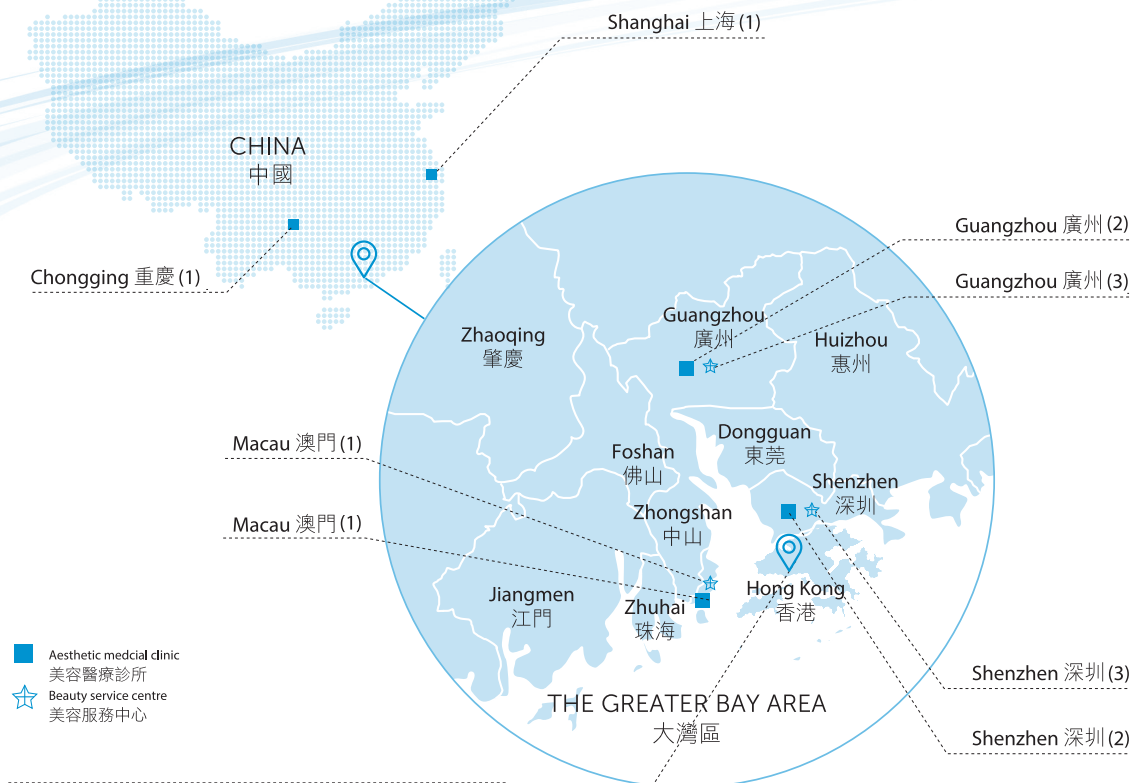 Shanghai 上海 (1)
CHINA
中國
Chongging 重慶 (1)
Guangzhou 廣州 (2)
Guangzhou 廣州 (3)
Guangzhou
廣州
Zhaoqing
肇慶
Huizhou
惠州
Macau 澳門 (1)
Dongguan
東莞
Foshan
佛山
Shenzhen
深圳
Macau 澳門 (1)
Zhongshan
中山
Jiangmen
江門
Zhuhai
珠海
Hong Kong
香港
Aesthetic medcial clinic
美容醫療診所
Beauty service centre
美容服務中心
Shenzhen 深圳 (3)
THE GREATER BAY AREA
大灣區
Shenzhen 深圳 (2)